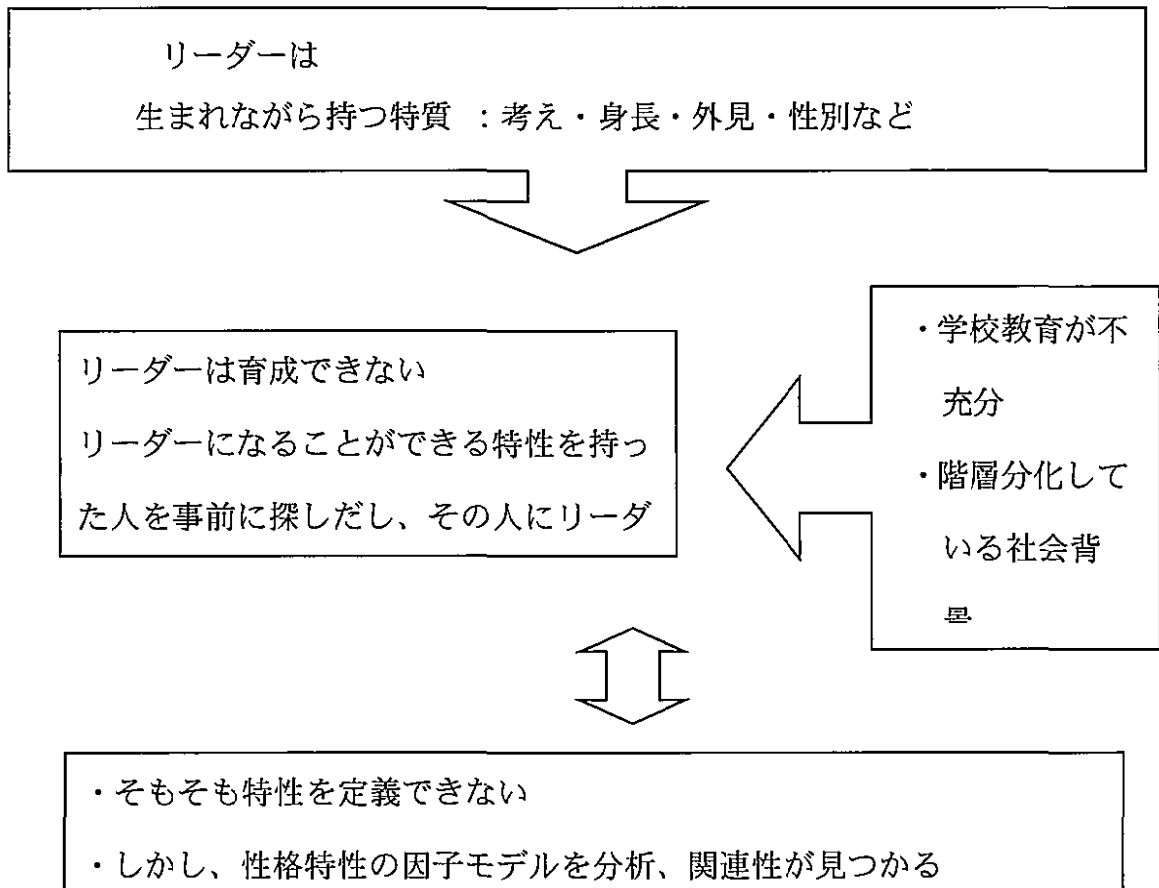 リーダーは
生まれながら持つ特質 ：考え・身長・外見・性別など
リーダーは育成できない
リーダーになることができる特性を持っ
た人を事前に探しだし、その人にリーダ
・学校教育が不
充分
・階層分化して
いる社会背
・そもそも特性を定義できない
・しかし、性格特性の因子モデルを分析、関連性が見つかる